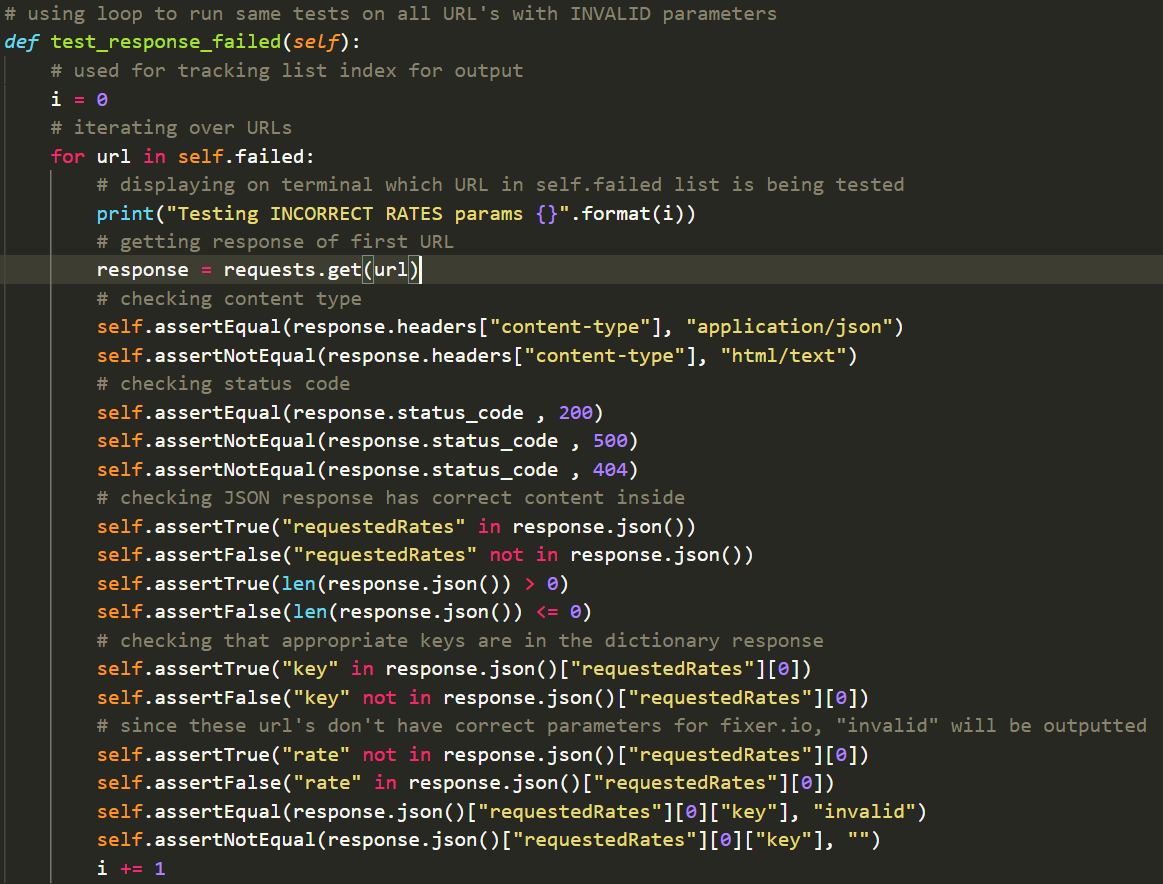 # using loop to run same tests on all URL's with INVALID parameters
def test_response_failed(self):
    # used for tracking list index for output
    i = 0
    # iterating over URLs
    for url in self.failed:
        # displaying on terminal which URL in self.failed list is being tested
        print("Testing INCORRECT RATES params {}".format(i))
        # getting response of first URL
        response = requests.get(url)
        # checking content type
        self.assertEqual(response.headers["content-type"], "application/json")
        self.assertNotEqual(response.headers["content-type"], "html/text")
        # checking status code
        self.assertEqual(response.status_code , 200)
        self.assertNotEqual(response.status_code , 500)
        self.assertNotEqual(response.status_code , 404)
        # checking JSON response has correct content inside
        self.assertTrue("requestedRates" in response.json())
        self.assertFalse("requestedRates" not in response.json())
        self.assertTrue(len(response.json()) > 0)
        self.assertFalse(len(response.json()) <= 0)
        # checking that appropriate keys are in the dictionary response
        self.assertTrue("key" in response.json()["requestedRates"][0])
        self.assertFalse("key" not in response.json()["requestedRates"][0])
        # since these url's don't have correct parameters for fixer.io, "invalid" will be outputted
        self.assertTrue("rate" not in response.json()["requestedRates"][0])
        self.assertFalse("rate" in response.json()["requestedRates"][0])
        self.assertEqual(response.json()["requestedRates"][0]["key"], "invalid")
        self.assertNotEqual(response.json()["requestedRates"][0]["key"], "")
        i += 1